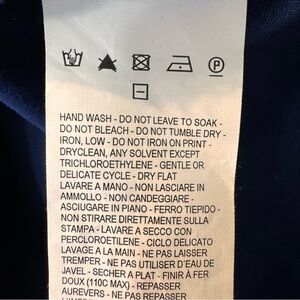 P
HAND WASH - DO NOT LEAVE TO SOAK -
DO NOT BLEACH - DO NOT TUMBLE DRY -
IRON, LOW - DO NOT IRON ON PRINT -
DRYCLEAN, ANY SOLVENT EXCEPT
TRICHLOROETHYLENE - GENTLE OR
DELICATE CYCLE - DRY FLAT
LAVARE A MANO - NON LASCIARE IN
AMMOLLO - NON CANDEGGIARE -
ASCIUGARE IN PIANO - FERRO TIEPIDO -
NON STIRARE DIRETTAMENTE SULLA
STAMPA - LAVARE A SECCO CON
PERCLOROETILENE - CICLO DELICATO
LAVAGE A LA MAIN - NE PAS LAISSER
TREMPER - NE PAS UTILISER D'EAU DE
JAVEL - SECHER A PLAT - FINIR À FER
DOUX (110C MAX) - REPASSER
AUREVERS - NE PAS REPASSER